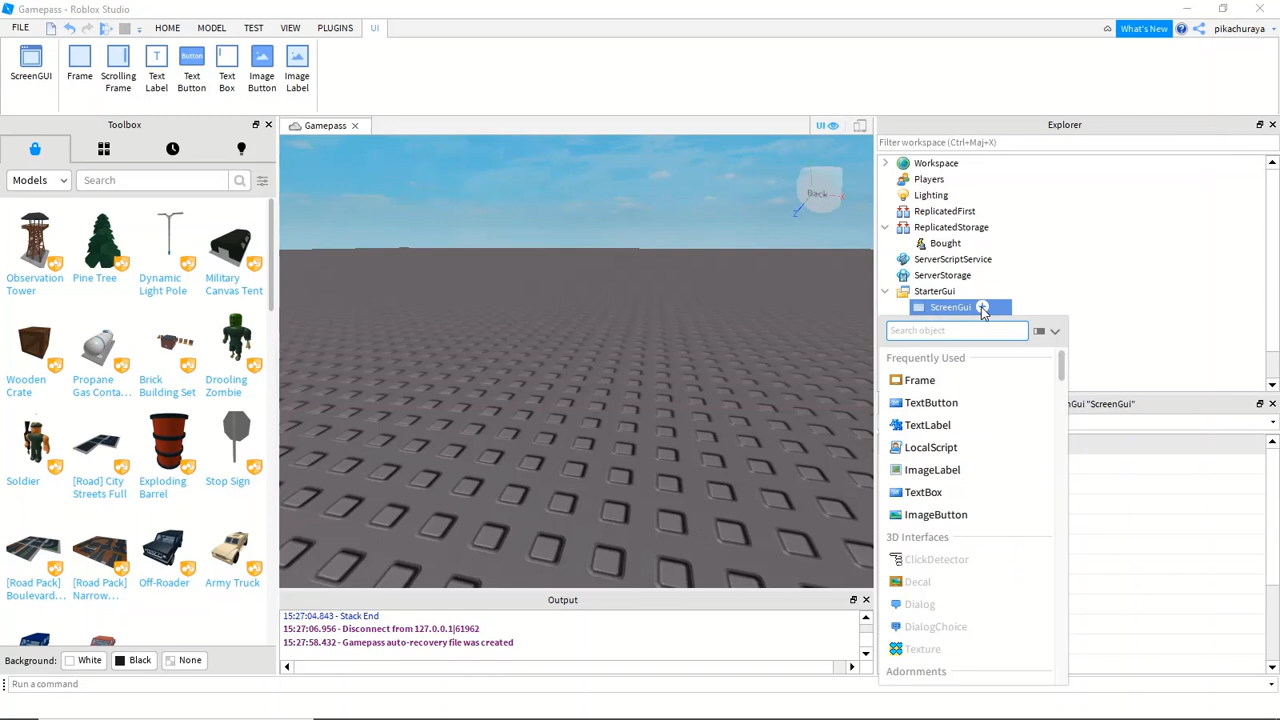 Gamepass - Roblox Studio
FILE HOME MODEL TEST VIEW PLUGINS UI What's New pikachuraya
ScreenGUI Frame Scrolling Frame Text Label Text Button Button Text Box Image Button Image Label
Toolbox
Models Search
Observation Tower
Pine Tree
Dynamic Light Pole
Military Canvas Tent
Wooden Crate
Propane Gas Conta...
Brick Building Set
Drooling Zombie
Soldier
[Road] City Streets Full
Exploding Barrel
Stop Sign
[Road Pack] Boulevard...
[Road Pack] Narrow...
Off-Roader
Army Truck
Background: White Black None
Run a command
Gamepass
UI
Back
Output
15:27:04.843 - Stack End
15:27:06.956 - Disconnect from 127.0.0.1|61962
15:27:58.432 - Gamepass auto-recovery file was created
Explorer
Filter workspace (Ctrl+Maj+X)
Workspace
Players
Lighting
ReplicatedFirst
ReplicatedStorage
Bought
ServerScriptService
ServerStorage
StarterGui
ScreenGui
Search object
Frequently Used
Frame
TextButton
TextLabel
LocalScript
ImageLabel
TextBox
ImageButton
3D Interfaces
ClickDetector
Decal
Dialog
DialogChoice
Texture
Adornments
"ScreenGui"